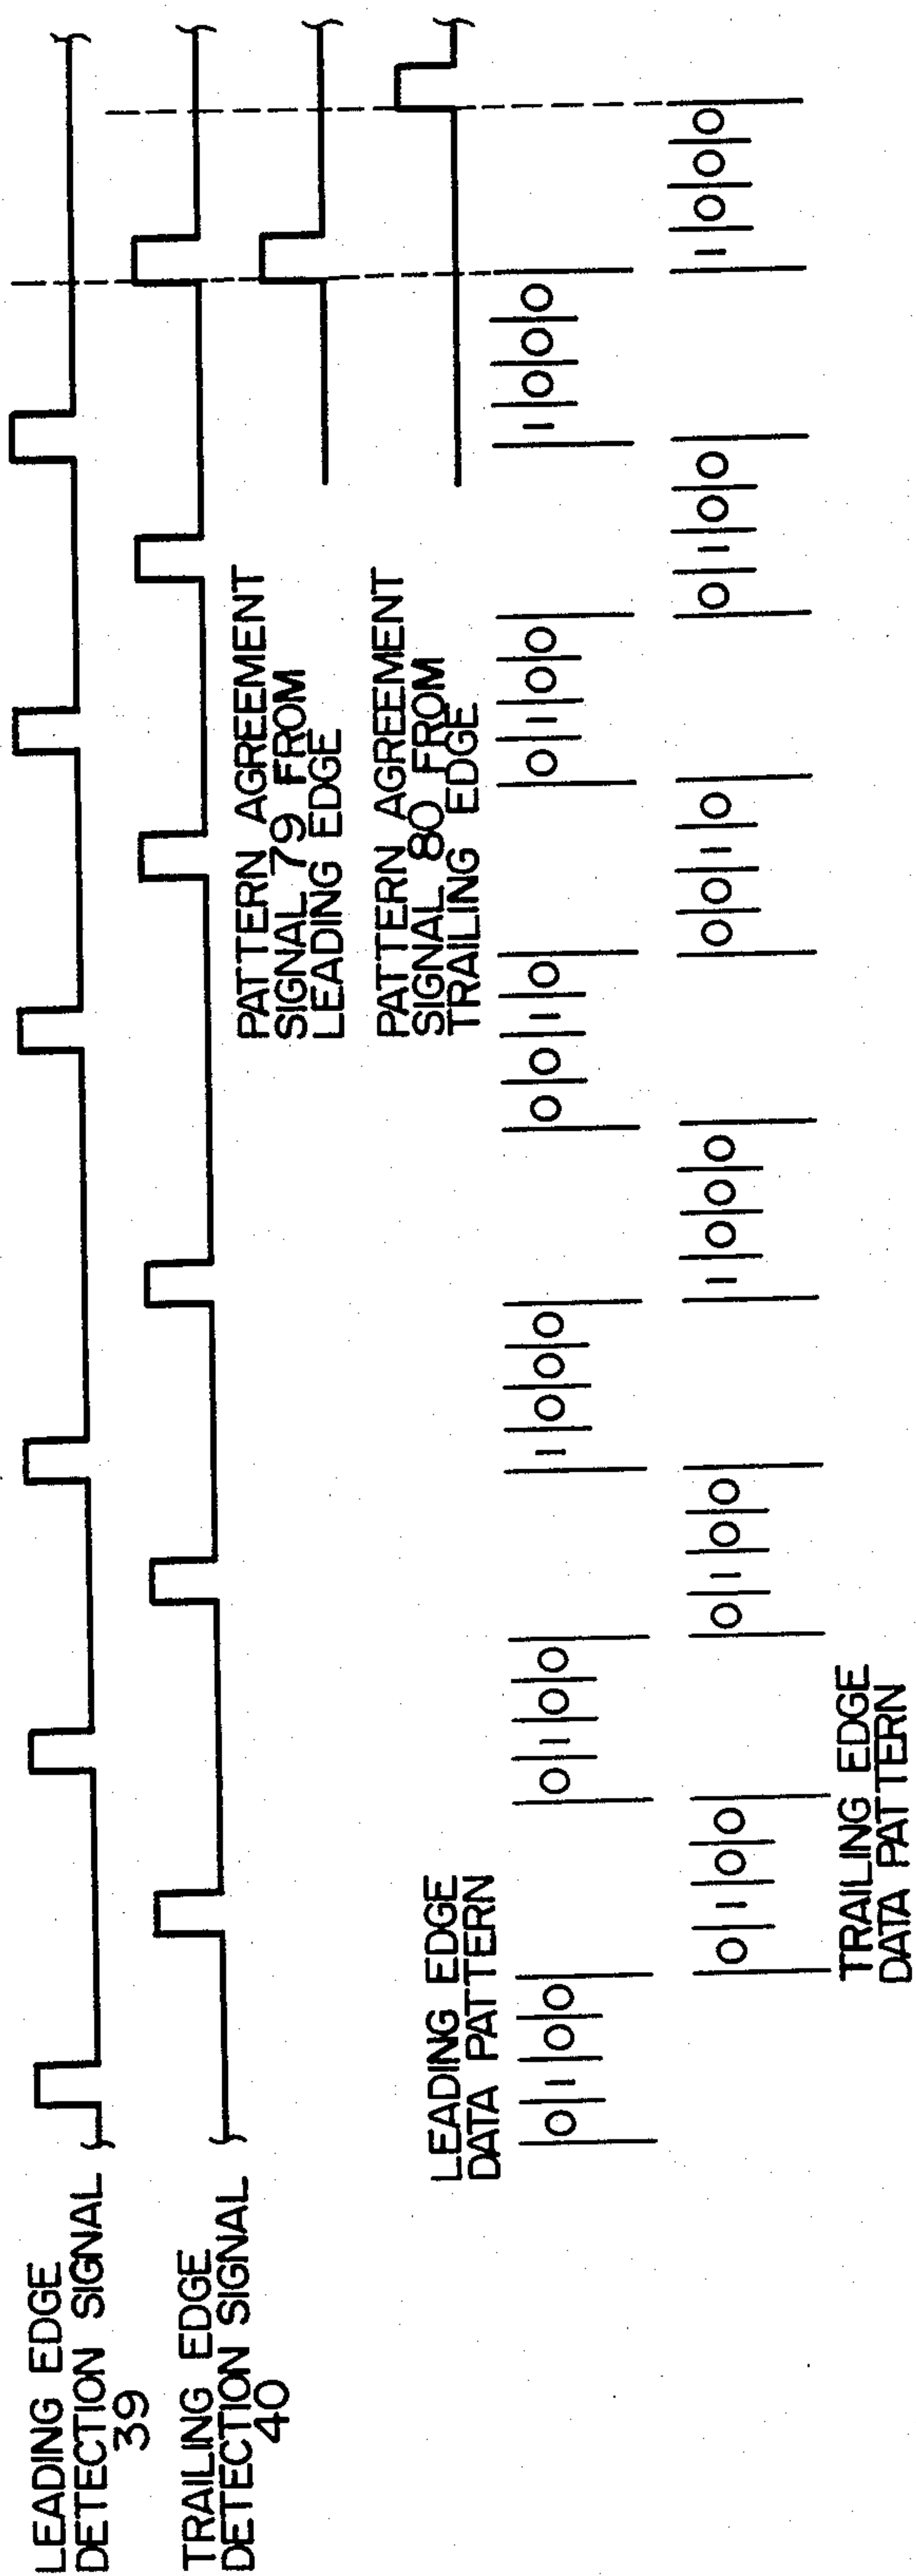 LEADING EDGE
DETECTION SIGNAL
39
TRAILING EDGE
DETECTION SIGNAL
40
PATTERN AGREEMENT
SIGNAL 79 FROM
LEADING EDGE
PATTERN AGREEMENT
SIGNAL 80 FROM
TRAILING EDGE
LEADING EDGE
DATA PATTERN
0 1 0 0 0 1 0 0 1 0 0 0 0 0 1 0 0 1 0 0 1 0 0 0
0 1 0 0 0 1 0 0 1 0 0 0 0 0 1 0 0 1 0 0 1 0 0 0
TRAILING EDGE
DATA PATTERN